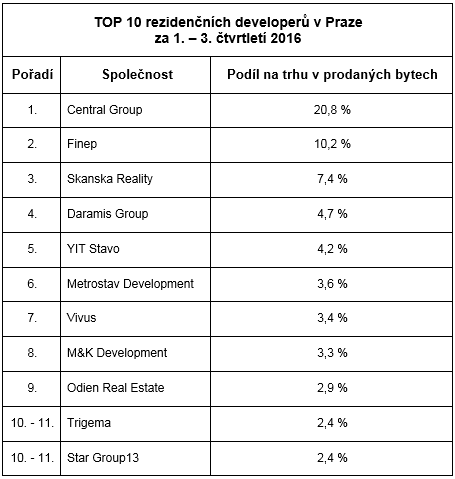 TOP 10 rezidenčních developerů v Praze
za 1. – 3. čtvrtletí 2016
Pořadí Společnost Podíl na trhu v prodaných bytech
1. Central Group 20,8 %
2. Finep 10,2 %
3. Skanska Reality 7,4 %
4. Daramis Group 4,7 %
5. YIT Stavo 4,2 %
6. Metrostav Development 3,6 %
7. Vivus 3,4 %
8. M&K Development 3,3 %
9. Odien Real Estate 2,9 %
10. - 11. Trigema 2,4 %
10. - 11. Star Group13 2,4 %